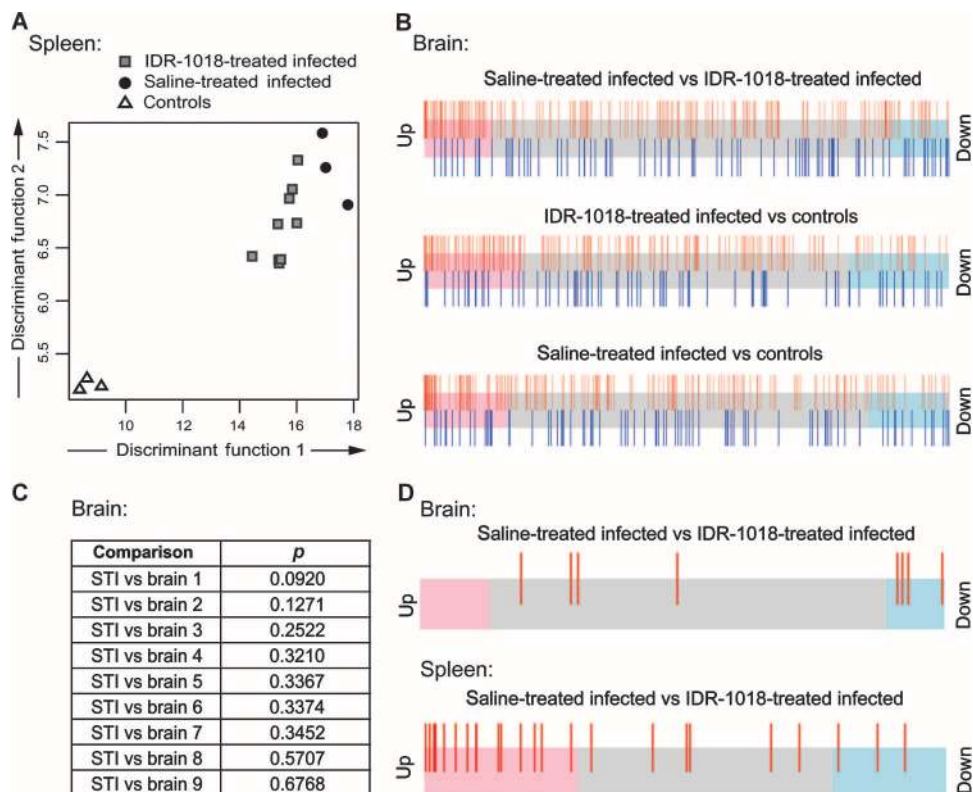 A
Spleen:
IDR-1018-treated infected
Saline-treated infected
Controls
Discriminant function 2
7.5
7.0
6.5
6.0
5.5
10 12 14 15 16 18
Discriminant function 1
B
Brain:
Saline-treated infected vs IDR-1018-treated infected
Up
Down
IDR-1018-treated infected vs controls
Up
Down
Saline-treated infected vs controls
Up
Down
C
Brain:
Comparison p
STI vs brain 1 0.0920
STI vs brain 2 0.1271
STI vs brain 3 0.2522
STI vs brain 4 0.3210
STI vs brain 5 0.3367
STI vs brain 6 0.3374
STI vs brain 7 0.3452
STI vs brain 8 0.5707
STI vs brain 9 0.6768
D
Brain:
Saline-treated infected vs IDR-1018-treated infected
Up
Down
Spleen:
Saline-treated infected vs IDR-1018-treated infected
Up
Down